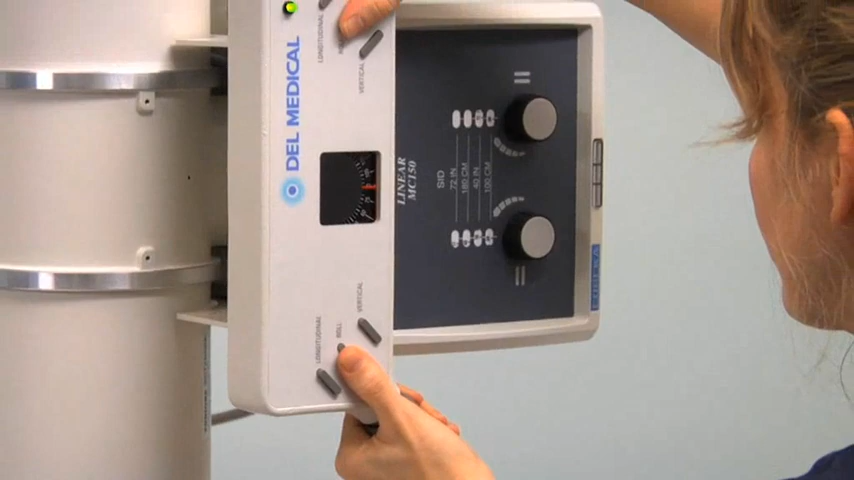 LONGITUDINAL
VERTICAL
DEL MEDICAL
LINEAR
MC150
SID
72 IN
180 CM
40 IN
100 CM
LONGITUDINAL
ROLL
VERTICAL